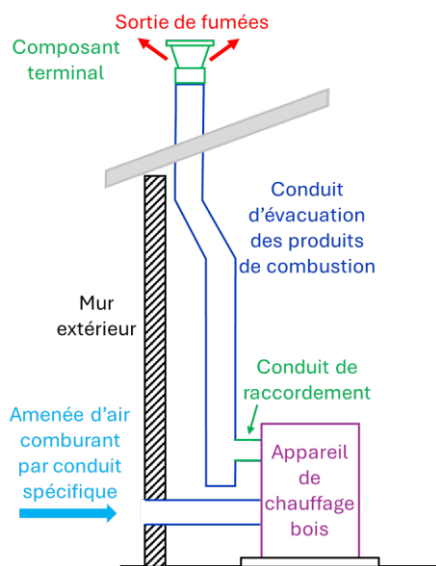 Sortie de fumées
Composant
terminal
Conduit
d'évacuation
des produits
de combustion
Mur
extérieur
Conduit de
raccordement
Amenée d'air
comburant
par conduit
spécifique
Appareil
de
chauffage
bois